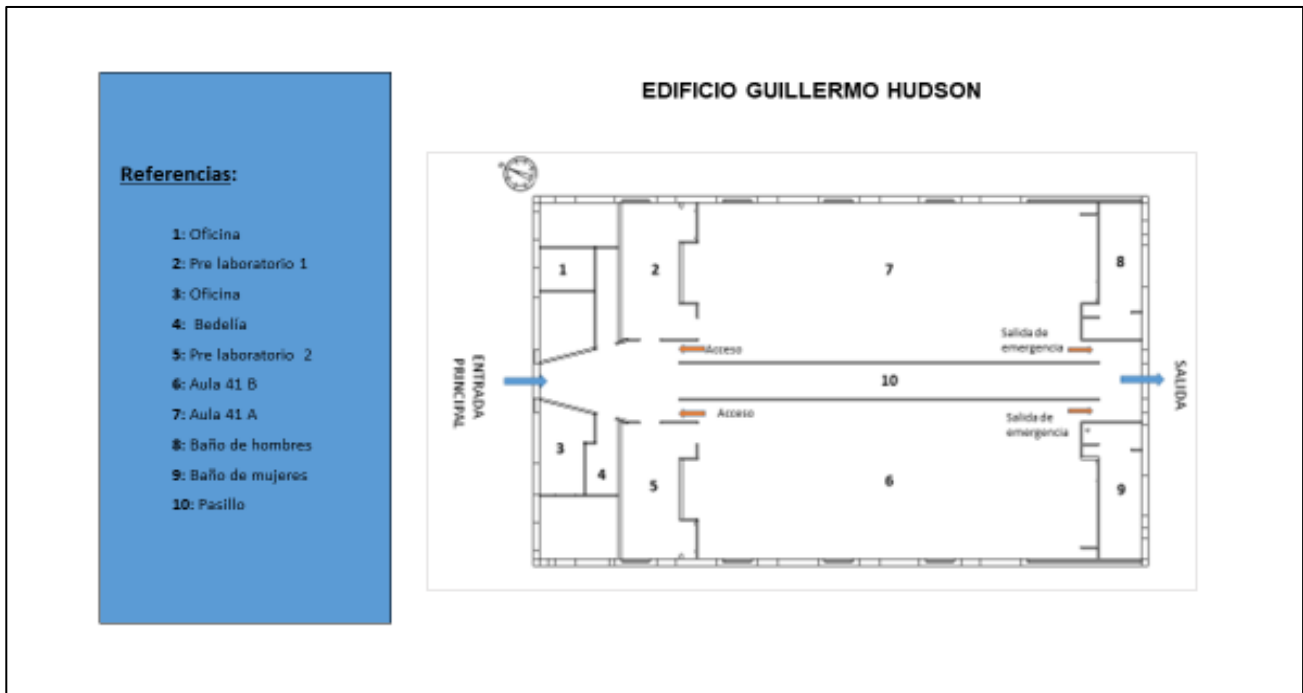 EDIFICIO GUILLERMO HUDSON
Referencias:
1: Oficina
2: Pre laboratorio 1
3: Oficina
4: Bedelía
5: Pre laboratorio 2
6: Aula 41 B
7: Aula 41 A
8: Baño de hombres
9: Baño de mujeres
10: Pasillo
1
2
7
8
Salida de
emergencia
Acceso
ENTRADA
PRINCIPAL
10
SALIDA
Acceso
Salida de
emergencia
3
4
5
6
9